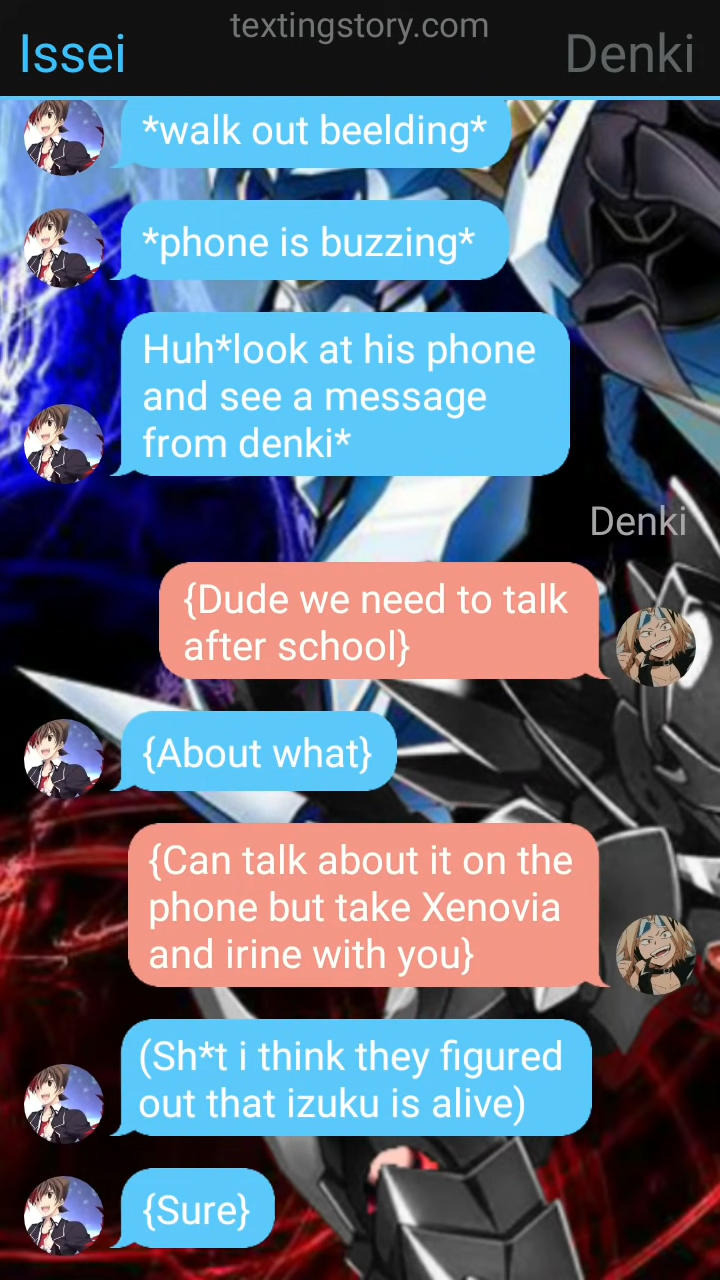 textingstory.com
Issei
Denki
*walk out beelding*
*phone is buzzing*
Huh*look at his phone
and see a message
from denki*
Denki
{Dude we need to talk
after school}
{About what}
{Can talk about it on the
phone but take Xenovia
and irine with you}
(Sh*t i think they figured
out that izuku is alive)
{Sure}